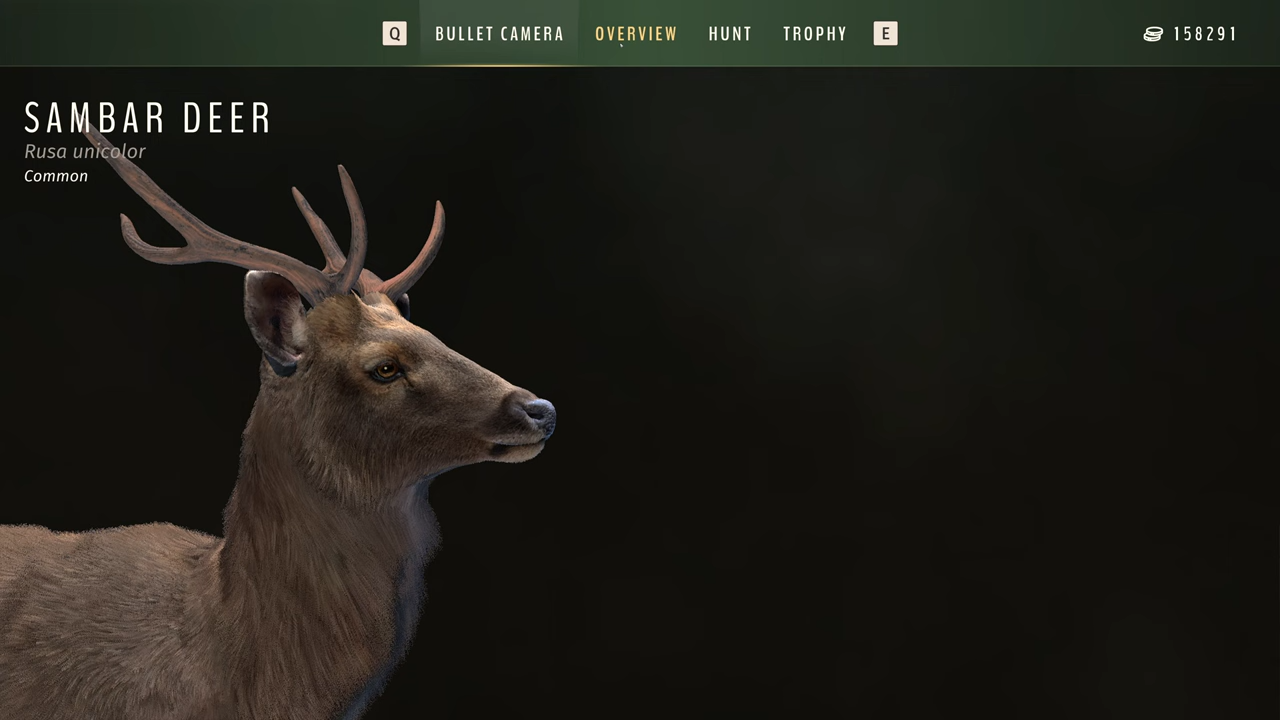 Q BULLET CAMERA OVERVIEW HUNT TROPHY E 158291
SAMBAR DEER
Rusa unicolor
Common